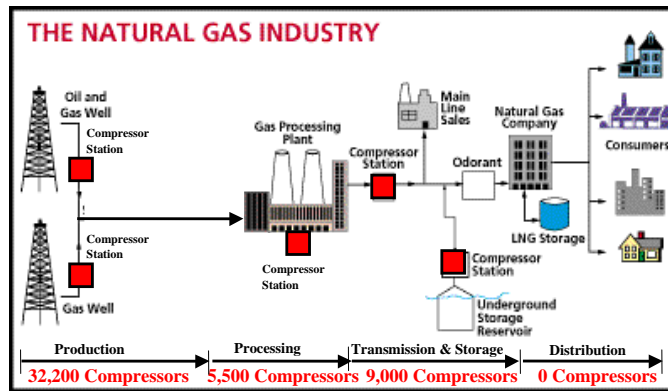 THE NATURAL GAS INDUSTRY
Oil and
Gas Well
Compressor
Station
Compressor
Station
Gas Well
Gas Processing
Plant
Compressor
Station
Compressor
Station
Main
Line
Sales
Odorant
Natural Gas
Company
LNG Storage
Consumers
Compressor
Station
Underground
Storage
Reservoir
Production
Processing
Transmission & Storage
Distribution
32,200 Compressors
5,500 Compressors
9,000 Compressors
0 Compressors